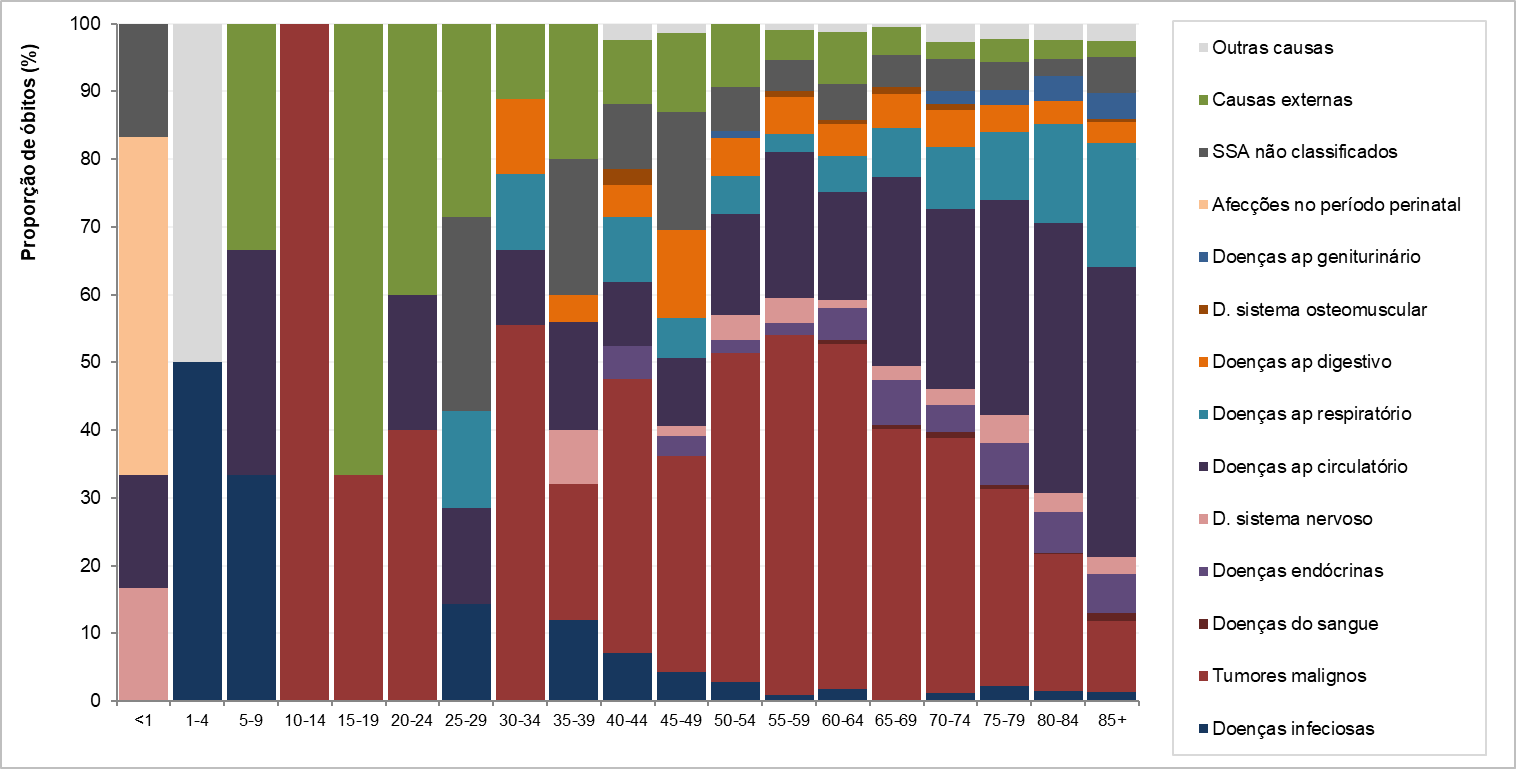 Proporção de óbitos (%)
100
90
80
70
60
50
40
30
20
10
0
<1 1-4 5-9 10-14 15-19 20-24 25-29 30-34 35-39 40-44 45-49 50-54 55-59 60-64 65-69 70-74 75-79 80-84 85+
Outras causas
Causas externas
SSA não classificados
Afecções no período perinatal
Doenças ap geniturinário
D. sistema osteomuscular
Doenças ap digestivo
Doenças ap respiratório
Doenças ap circulatório
D. sistema nervoso
Doenças endócrinas
Doenças do sangue
Tumores malignos
Doenças infeciosas